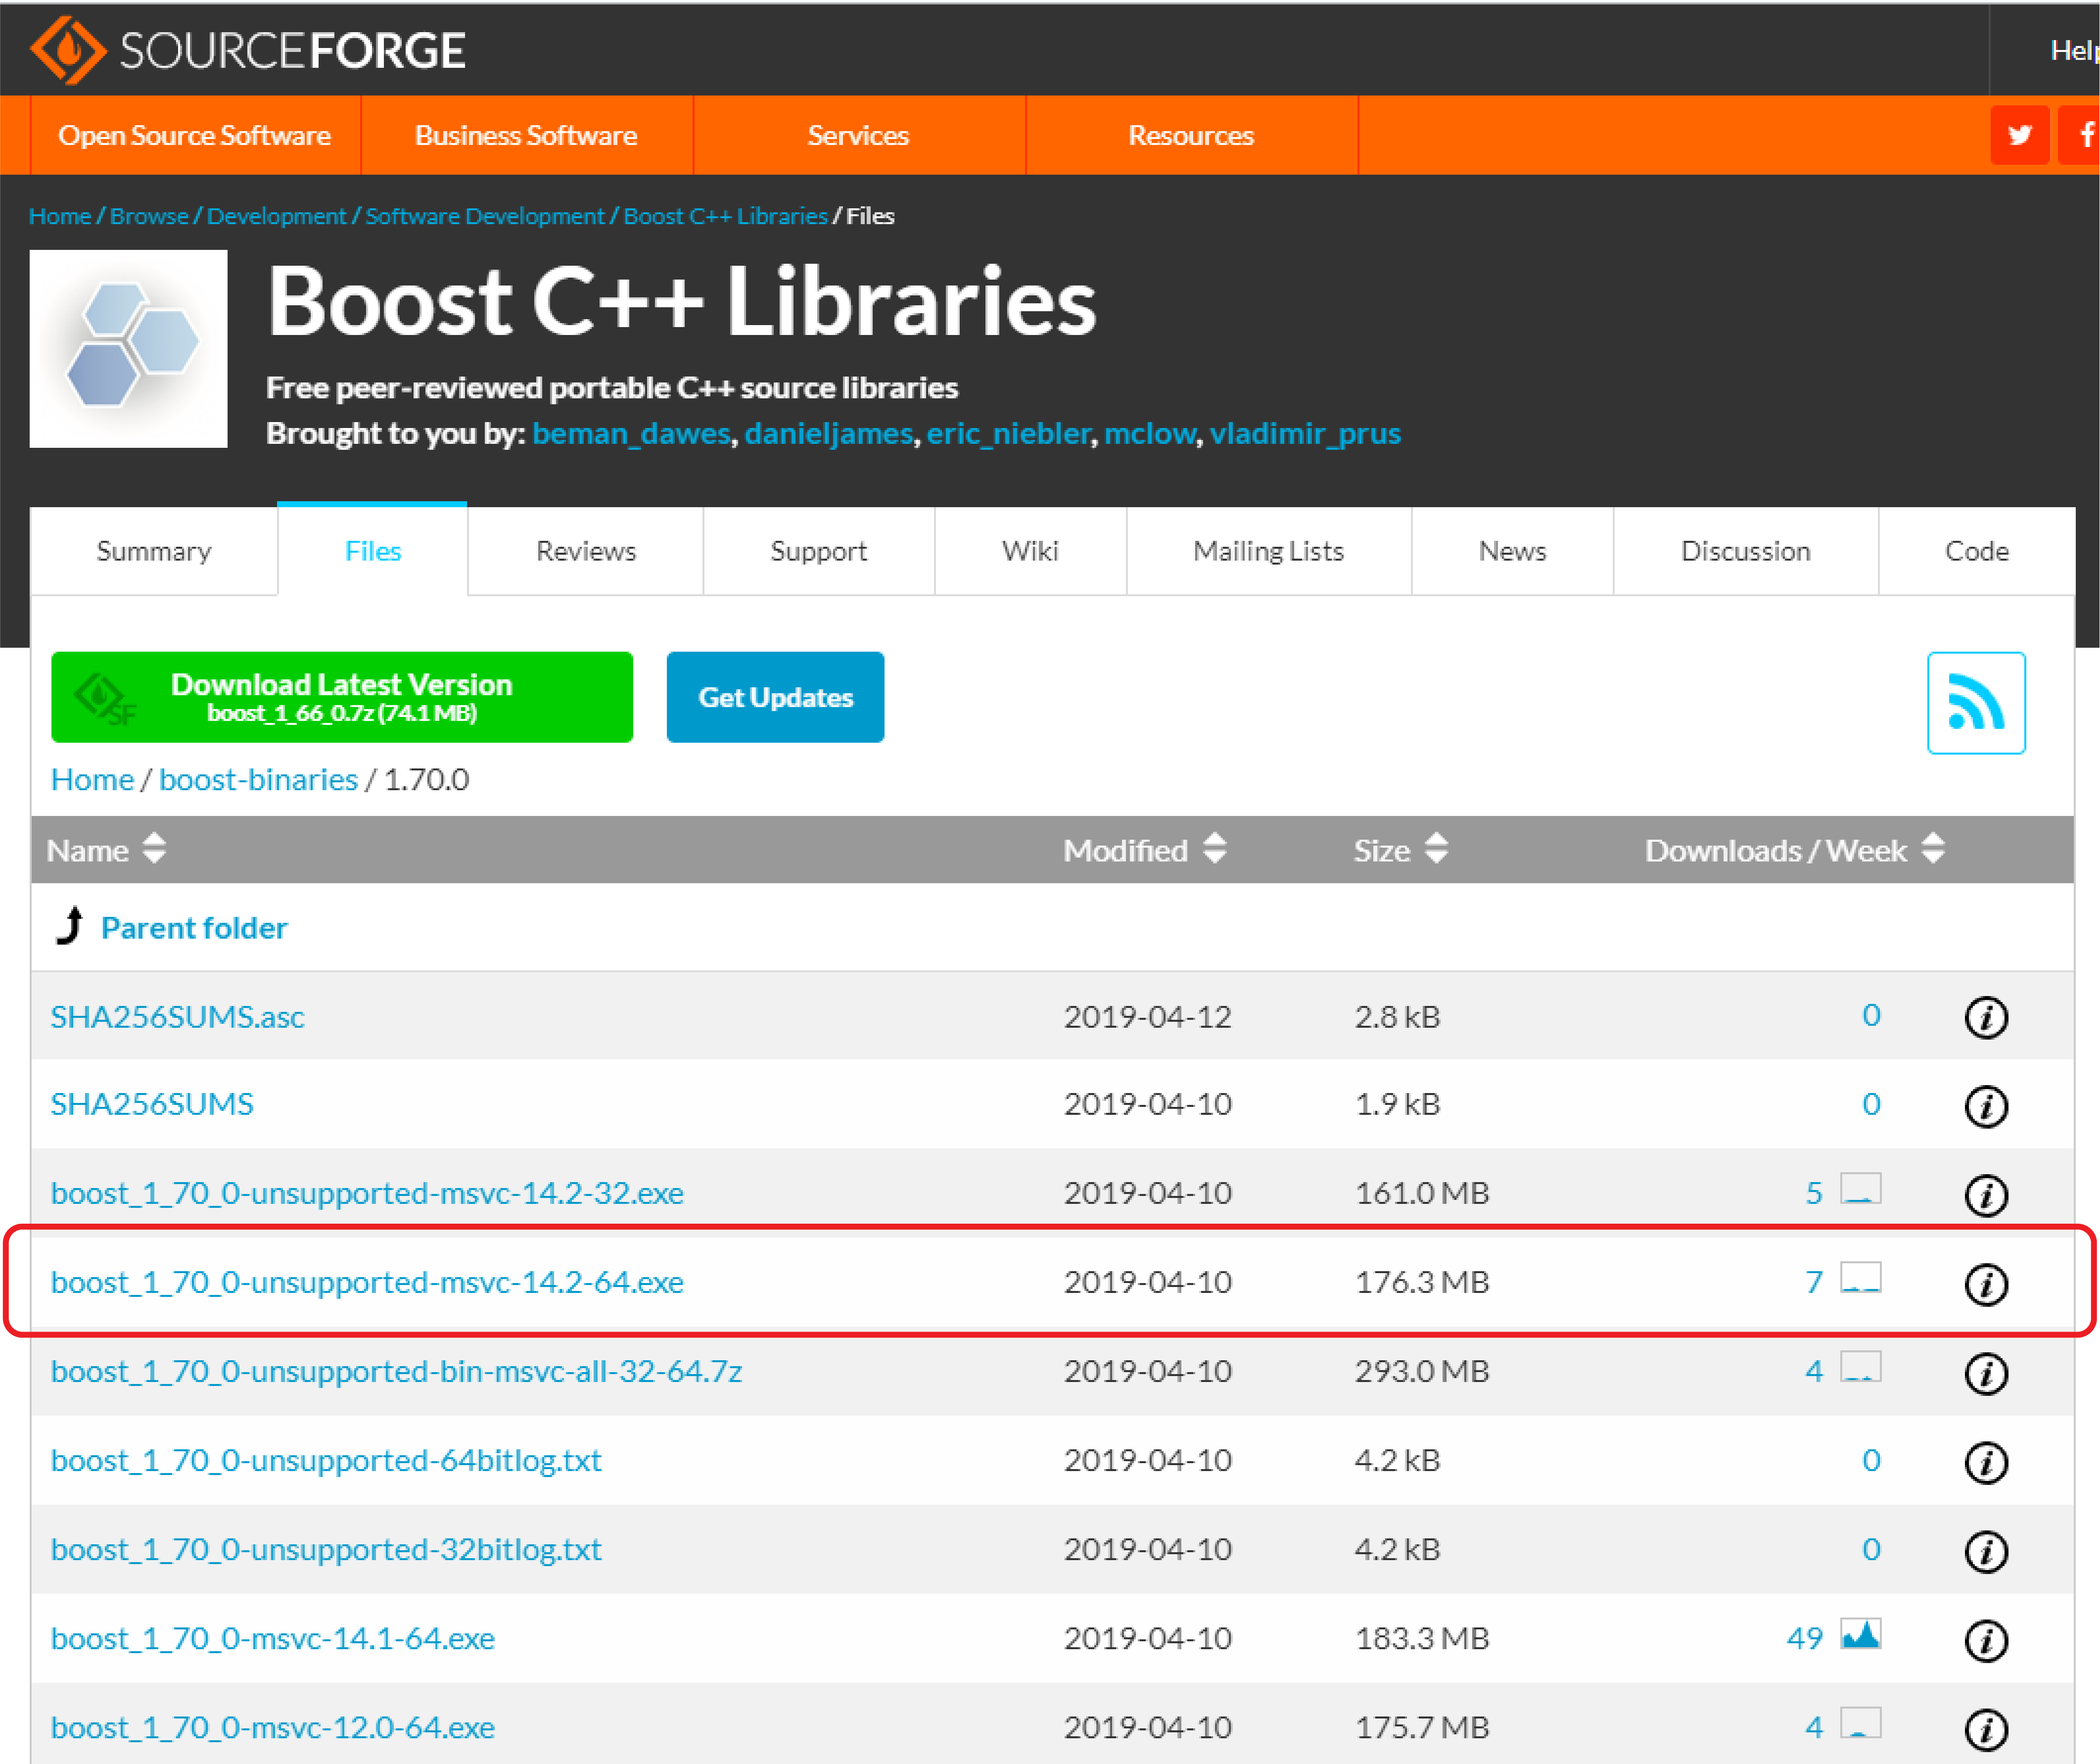 SOURCEFORGE
Help
Open Source Software Business Software Services Resources
Home / Browse / Development / Software Development / Boost C++ Libraries / Files
Boost C++ Libraries
Free peer-reviewed portable C++ source libraries
Brought to you by: beman_dawes, danieljames, eric_niebler, mclow, vladimir_prus
Summary Files Reviews Support Wiki Mailing Lists News Discussion Code
Download Latest Version
SF boost_1_66_0.7z (74.1 MB)
Get Updates
Home / boost-binaries / 1.70.0
Name Modified Size Downloads / Week
Parent folder
SHA256SUMS.asc 2019-04-12 2.8 kB 0
SHA256SUMS 2019-04-10 1.9 kB 0
boost_1_70_0-unsupported-msvc-14.2-32.exe 2019-04-10 161.0 MB 5
boost_1_70_0-unsupported-msvc-14.2-64.exe 2019-04-10 176.3 MB 7
boost_1_70_0-unsupported-bin-msvc-all-32-64.7z 2019-04-10 293.0 MB 4
boost_1_70_0-unsupported-64bitlog.txt 2019-04-10 4.2 kB 0
boost_1_70_0-unsupported-32bitlog.txt 2019-04-10 4.2 kB 0
boost_1_70_0-msvc-14.1-64.exe 2019-04-10 183.3 MB 49
boost_1_70_0-msvc-12.0-64.exe 2019-04-10 175.7 MB 4